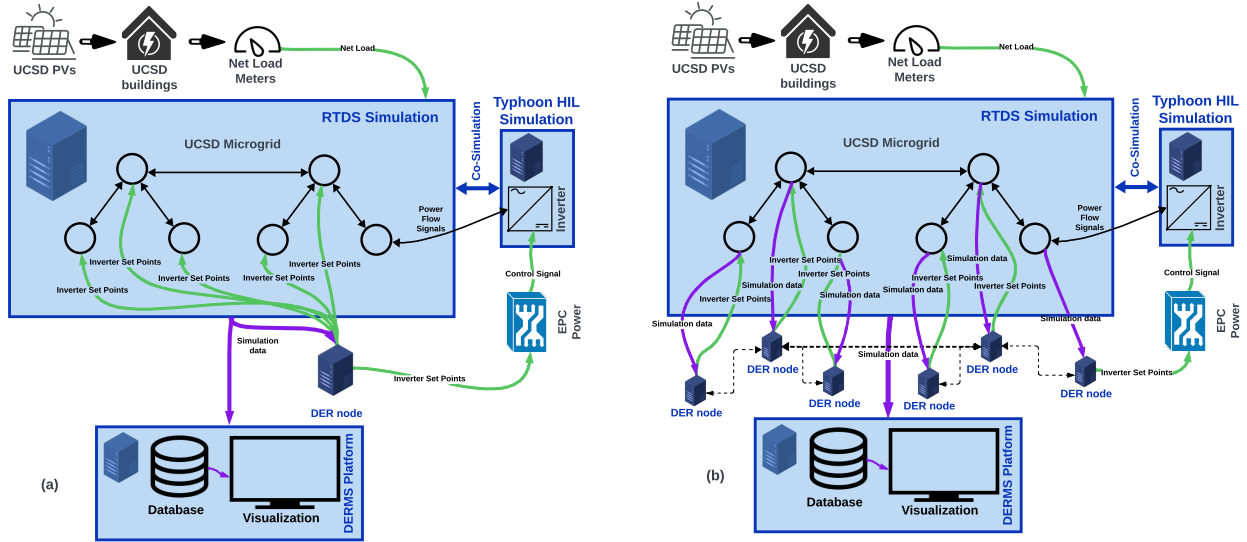 UCSD PVs
UCSD
buildings
Net Load
Meters
Net Load
RTDS Simulation
UCSD Microgrid
Co-Simulation
Typhoon HIL
Simulation
Inverter
Power
Flow
Signals
Inverter Set Points
Inverter Set Points
Inverter Set Points
Inverter Set Points
Inverter Set Points
Control Signal
EPC
Power
Simulation
data
Inverter Set Points
DER node
Database
Visualization
DERMS Platform
(a)
UCSD PVs
UCSD
buildings
Net Load
Meters
Net Load
RTDS Simulation
UCSD Microgrid
Co-Simulation
Typhoon HIL
Simulation
Inverter
Power
Flow
Signals
Inverter Set Points
Simulation data
Inverter Set Points
Inverter Set Points
Simulation data
Simulation data
Inverter Set Points
Inverter Set Points
Simulation data
Simulation data
Simulation data
Control Signal
EPC
Power
Simulation data
Inverter Set Points
DER node
DER node
DER node
DER node
DER node
DER node
Database
Visualization
DERMS Platform
(b)